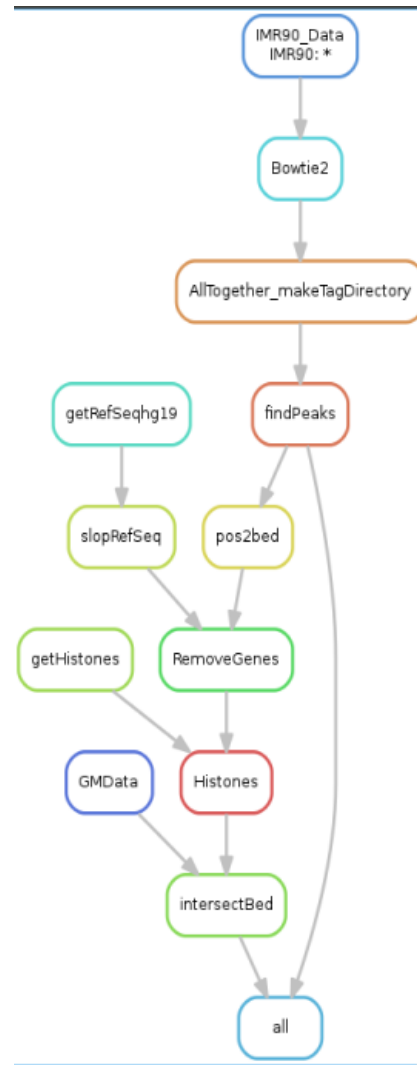 IMR90_Data
IMR90: *
Bowtie2
AllTogether_makeTagDirectory
getRefSeqhg19
findPeaks
slopRefSeq
pos2bed
getHistones
RemoveGenes
GMData
Histones
intersectBed
all